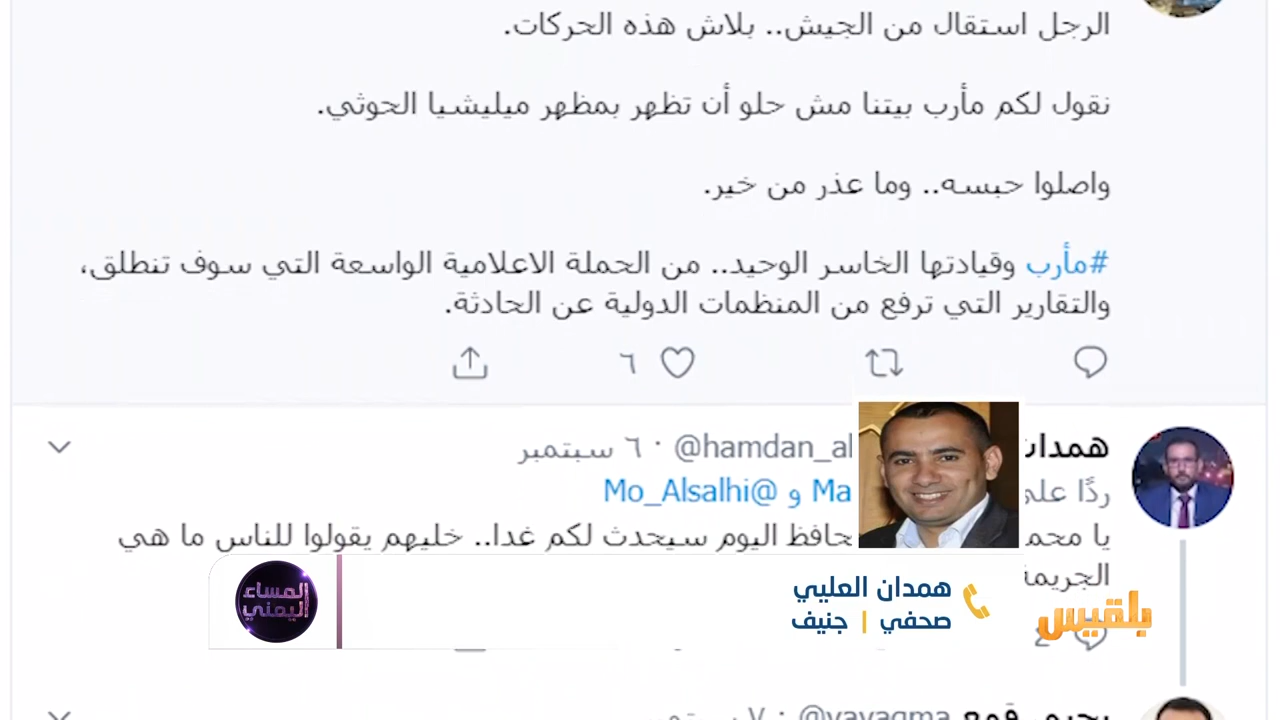 الرجل استقال من الجيش.. بلاش هذه الحركات.
نقول لكم مأرب بيتنا مش حلو أن تظهر بمظهر ميليشيا الحوثي.
واصلوا حبسه.. وما عذر من خير.
#مأرب وقيادتها الخاسر الوحيد.. من الحملة الاعلامية الواسعة التي سوف تنطلق،
والتقارير التي ترفع من المنظمات الدولية عن الحادثة.
٦
@hamdan_al · ٦ سبتمبر
ردًا على Ma و @Mo_Alsalhi
يا اليوم سيحدث لكم غدا.. خليهم يقولوا للناس ما هي
الجريمة
همدان العليي
صحفي | جنيف
المساء
اليمني
بلقيس
@yayaqma · ٧